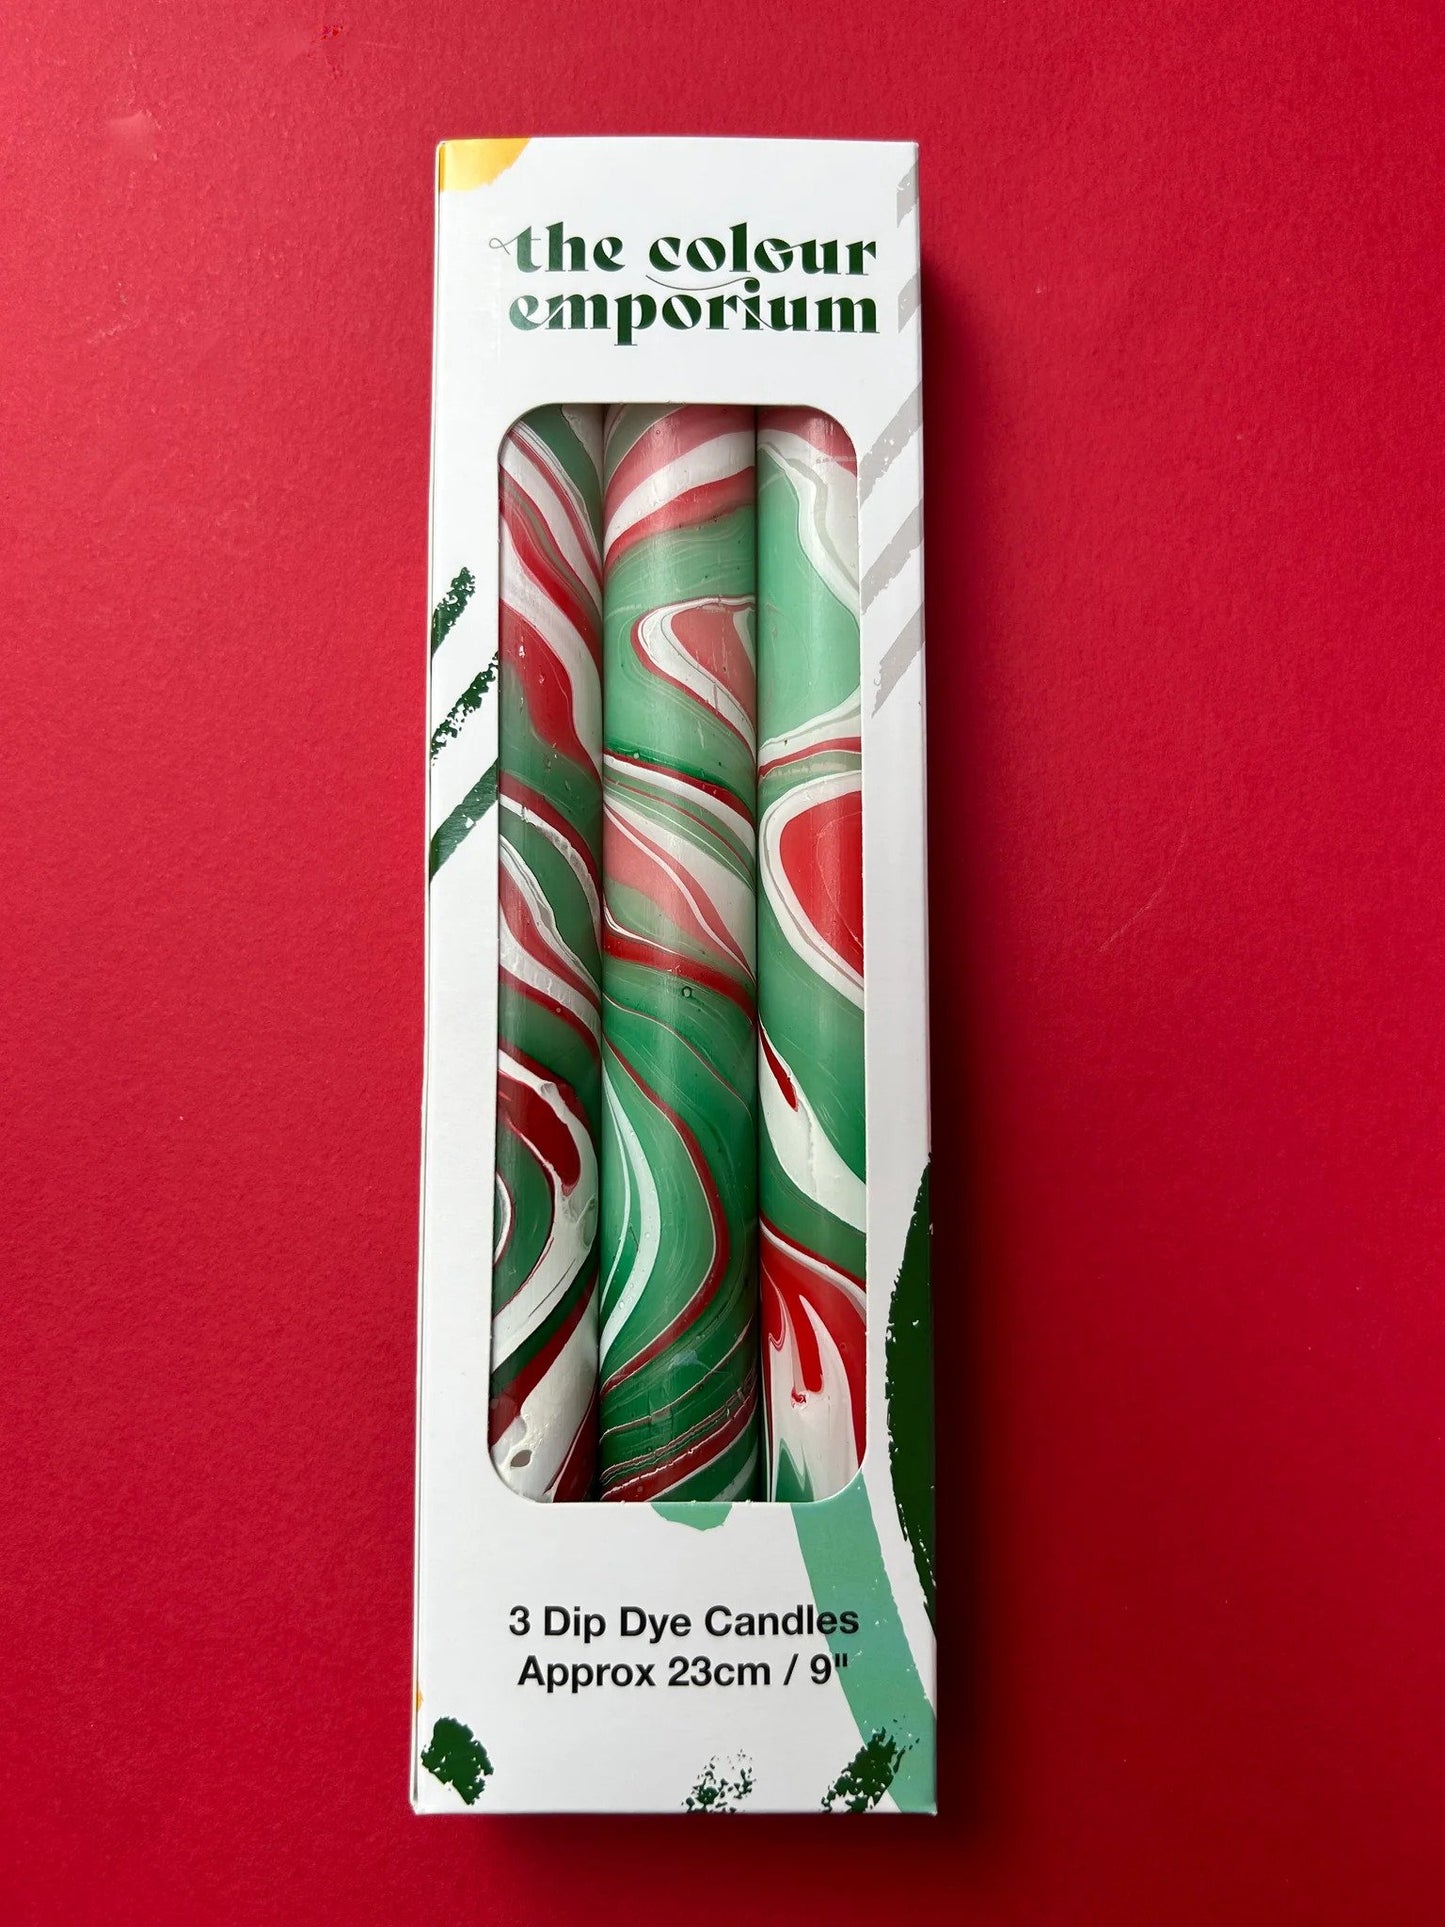 the colour
emporium
3 Dip Dye Candles
Approx 23cm / 9"